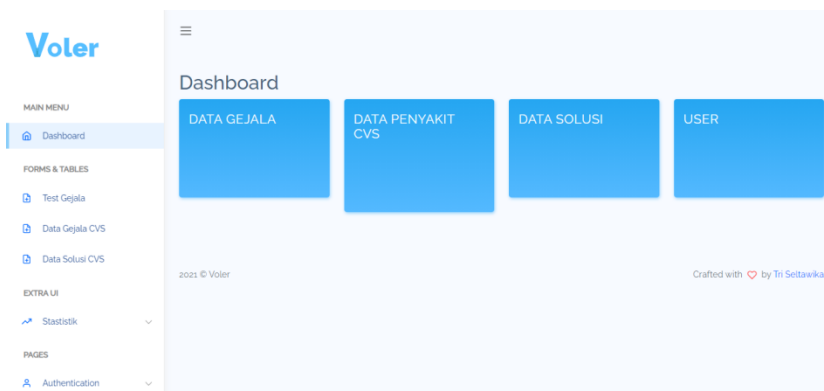 Voler
MAIN MENU
Dashboard
FORMS & TABLES
Test Gejala
Data Gejala CVS
Data Solusi CVS
EXTRA UI
Stastistik
PAGES
Authentication
Dashboard
DATA GEJALA
DATA PENYAKIT
CVS
DATA SOLUSI
USER
2021 © Voler
Crafted with by Tri Seltawika